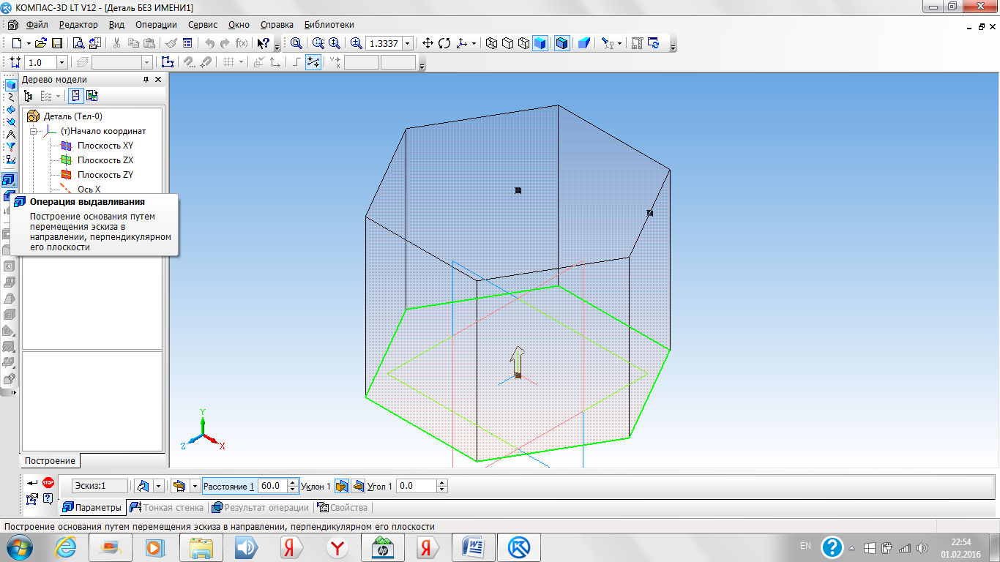 КОМПАС-3D LT V12 - [Деталь БЕЗ ИМЕНИ1]
Файл Редактор Вид Операции Сервис Окно Справка Библиотеки
f(x) 1.3337
1.0
Дерево модели
Деталь (Тел-0)
(т)Начало координат
Плоскость XY
Плоскость ZX
Плоскость ZY
Ось X
Операция выдавливания
Построение основания путем
перемещения эскиза в
направлении, перпендикулярном
его плоскости
Y
Z X
Построение
STOP Эскиз:1 Расстояние 1 60.0 Уклон 1 Угол 1 0.0
Параметры Тонкая стенка Результат операции Свойства
Построение основания путем перемещения эскиза в направлении, перпендикулярном его плоскости
EN 22:54
01.02.2016